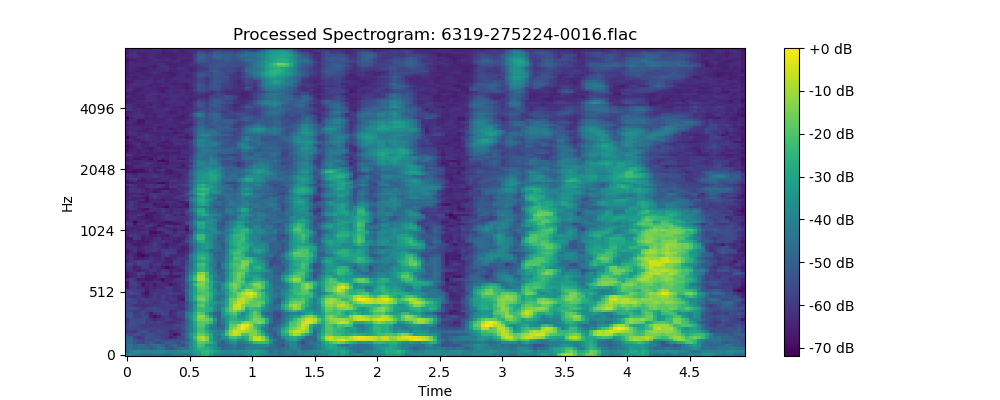 Processed Spectrogram: 6319-275224-0016.flac
Hz
4096
2048
1024
512
0
0 0.5 1 1.5 2 2.5 3 3.5 4 4.5
Time
+0 dB
-10 dB
-20 dB
-30 dB
-40 dB
-50 dB
-60 dB
-70 dB